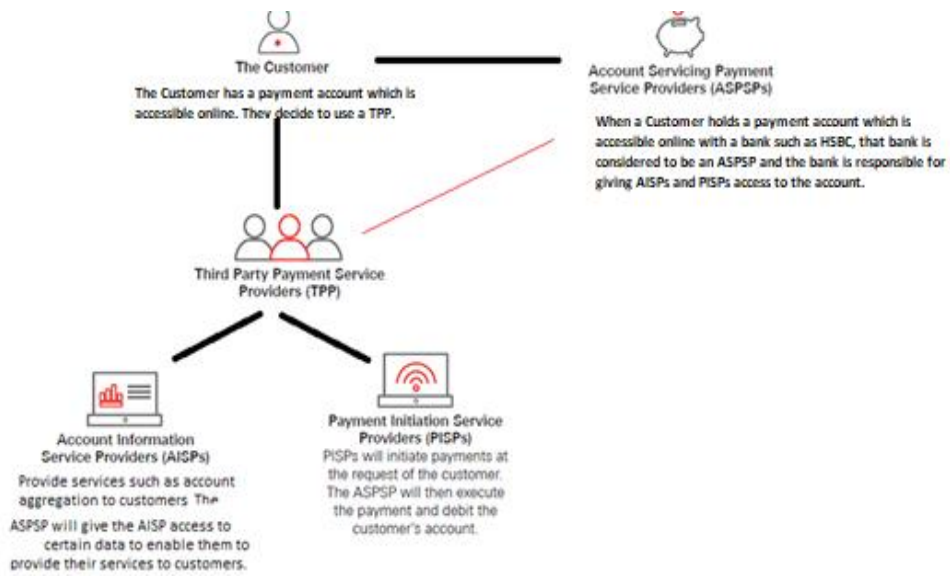 The Customer
The Customer has a payment account which is
accessible online. They decide to use a TPP.
Account Servicing Payment
Service Providers (ASPSPs)
When a Customer holds a payment account which is
accessible online with a bank such as HSBC, that bank is
considered to be an ASPSP and the bank is responsible for
giving AISPs and PISPs access to the account.
Third Party Payment Service
Providers (TPP)
Account Information
Service Providers (AISPs)
Provide services such as account
aggregation to customers The
ASPSP will give the AISP access to
certain data to enable them to
provide their services to customers.
Payment Initiation Service
Providers (PISPs)
PISPs will initiate payments at
the request of the customer.
The ASPSP will then execute
the payment and debit the
customer's account.